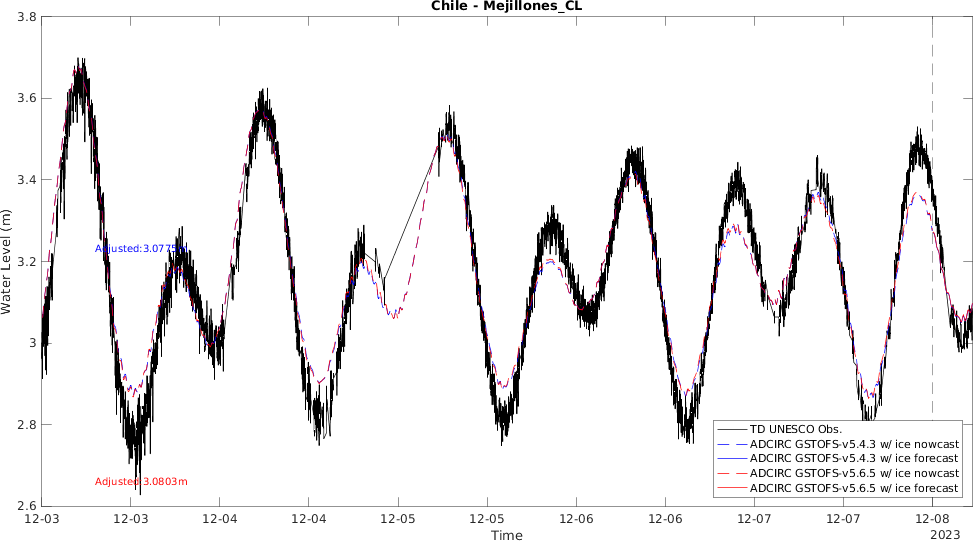 Chile - Mejillones_CL
3.8
3.6
3.4
3.2
3
2.8
2.6
Water Level (m)
Adjusted:3.0775m
Adjusted:3.0803m
TD UNESCO Obs.
ADCIRC GSTOFS-v5.4.3 w/ ice nowcast
ADCIRC GSTOFS-v5.4.3 w/ ice forecast
ADCIRC GSTOFS-v5.6.5 w/ ice nowcast
ADCIRC GSTOFS-v5.6.5 w/ ice forecast
12-03 12-03 12-04 12-04 12-05 12-05 12-06 12-06 12-07 12-07 12-08
Time
2023